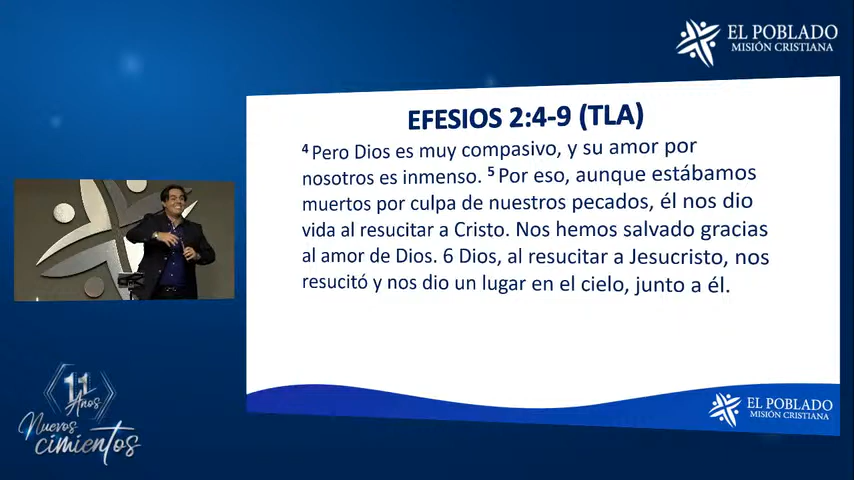 EL POBLADO
MISIÓN CRISTIANA
EFESIOS 2:4-9 (TLA)
4 Pero Dios es muy compasivo, y su amor por
nosotros es inmenso. 5 Por eso, aunque estábamos
muertos por culpa de nuestros pecados, él nos dio
vida al resucitar a Cristo. Nos hemos salvado gracias
al amor de Dios. 6 Dios, al resucitar a Jesucristo, nos
resucitó y nos dio un lugar en el cielo, junto a él.
11
Años
Nuevos
cimientos
EL POBLADO
MISIÓN CRISTIANA